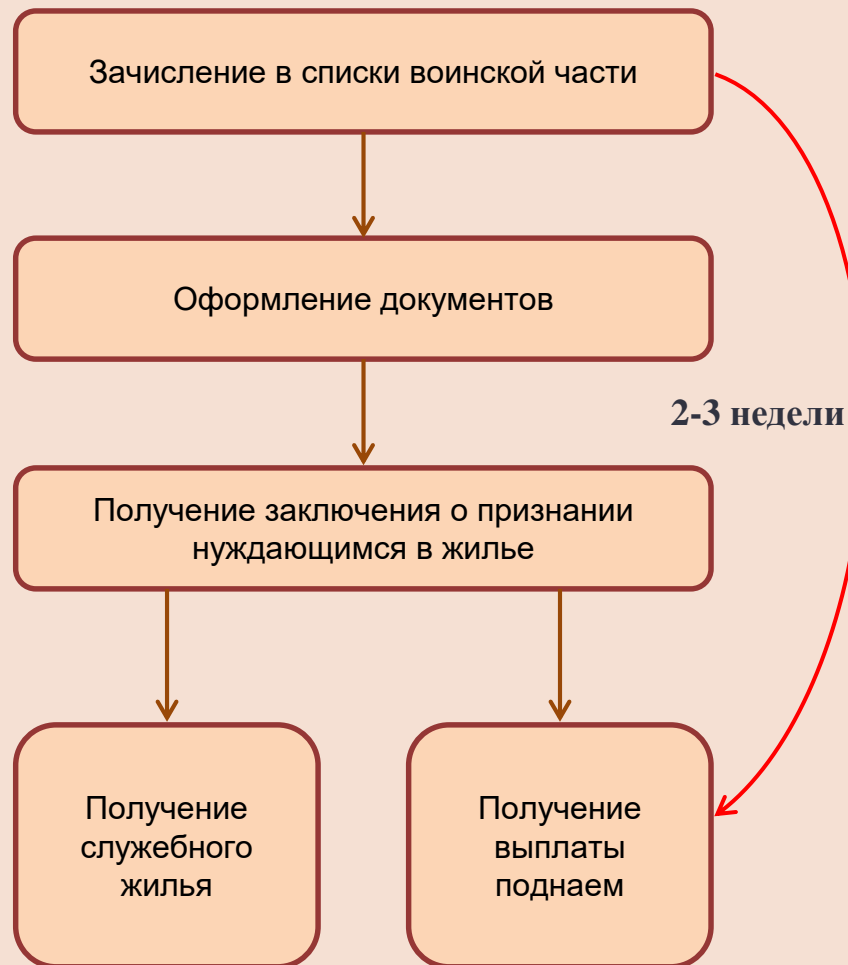 Зачисление в списки воинской части
Оформление документов
2-3 недели
Получение заключения о признании
нуждающимся в жилье
Получение
служебного
жилья
Получение
выплаты
поднаем